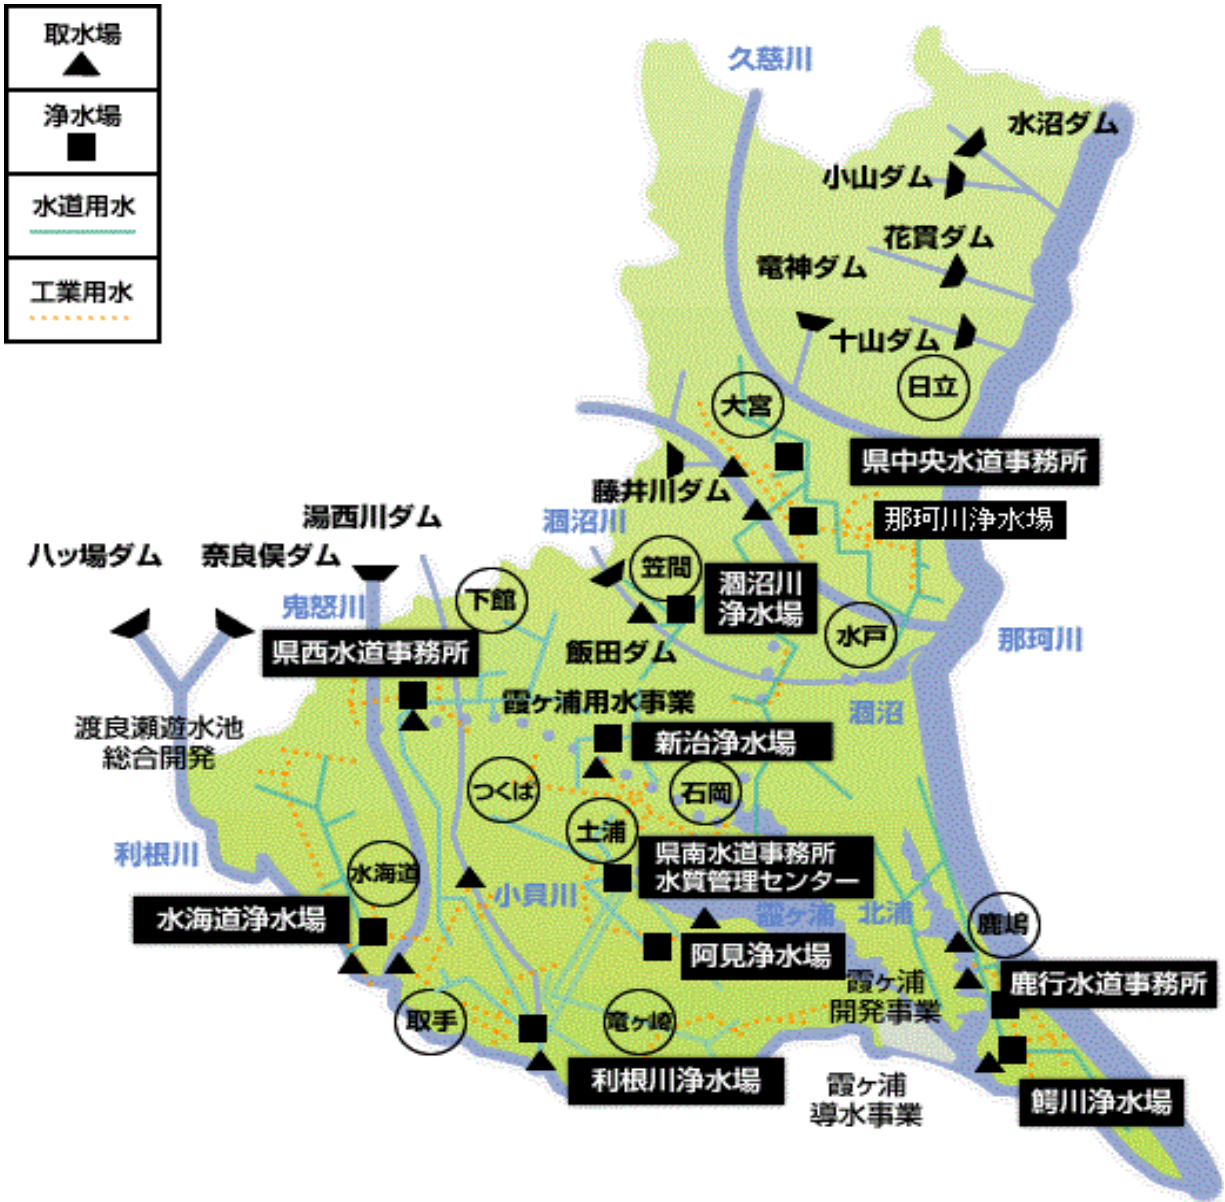 取水場
浄水場
水道用水
工業用水
久慈川
水沼ダム
小山ダム
花貫ダム
竜神ダム
十山ダム
日立
大宮
県中央水道事務所
藤井川ダム
那珂川浄水場
湯西川ダム
涸沼川
八ッ場ダム
奈良俣ダム
笠間
涸沼川
浄水場
下館
鬼怒川
水戸
那珂川
県西水道事務所
飯田ダム
霞ヶ浦用水事業
涸沼
渡良瀬遊水池
総合開発
新治浄水場
つくば
石岡
土浦
利根川
県南水道事務所
水質管理センター
水海道
小貝川
霞ヶ浦
北浦
水海道浄水場
鹿嶋
阿見浄水場
鹿行水道事務所
霞ヶ浦
開発事業
取手
竜ヶ崎
利根川浄水場
霞ヶ浦
導水事業
鰐川浄水場